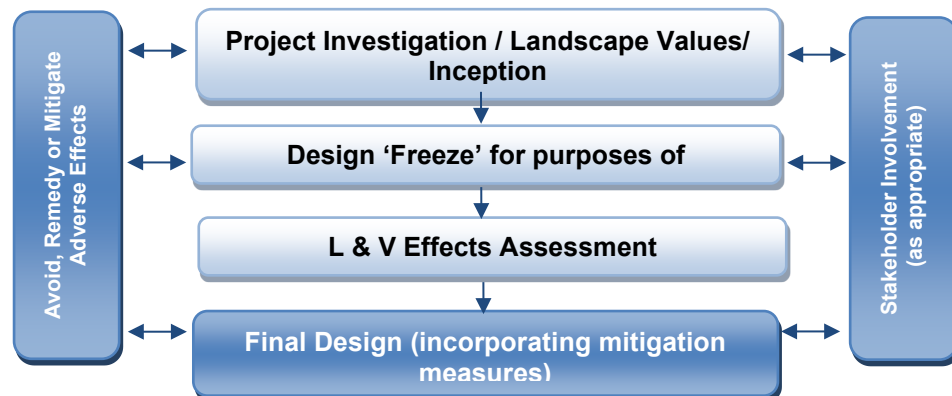 Avoid, Remedy or Mitigate
Adverse Effects
Project Investigation / Landscape Values/
Inception
Design ‘Freeze’ for purposes of
L & V Effects Assessment
Final Design (incorporating mitigation
measures)
Stakeholder Involvement
(as appropriate)